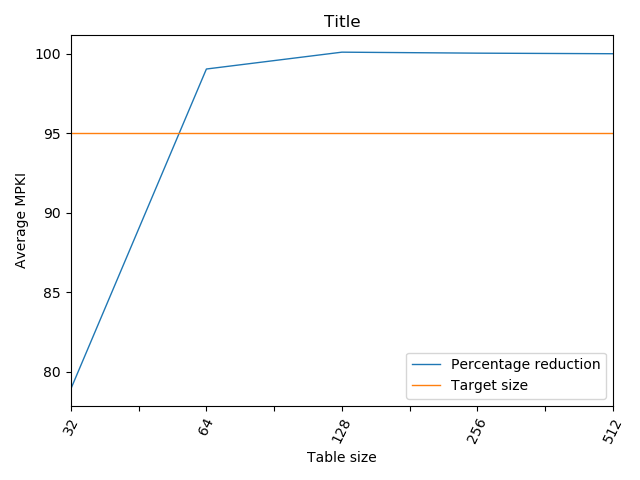 Title
100
95
90
85
80
Average MPKI
Percentage reduction
Target size
32
64
128
256
512
Table size